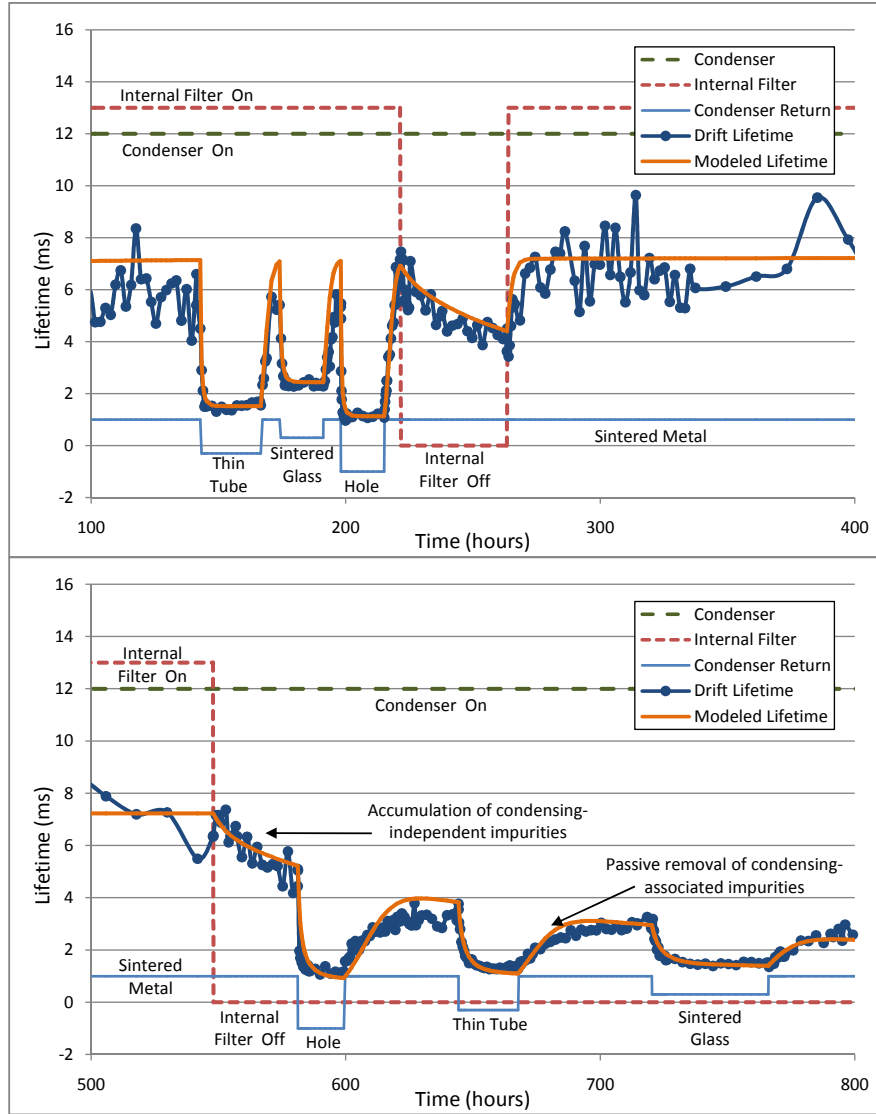 16
14
12
10
8
6
4
2
0
-2
Lifetime (ms)
Internal Filter On
Condenser On
Condenser
Internal Filter
Condenser Return
Drift Lifetime
Modeled Lifetime
Thin
Tube
Sintered
Glass
Hole
Internal
Filter Off
Sintered Metal
100
200
300
400
Time (hours)
16
14
12
10
8
6
4
2
0
-2
Lifetime (ms)
Internal
Filter On
Condenser On
Condenser
Internal Filter
Condenser Return
Drift Lifetime
Modeled Lifetime
Accumulation of condensing-
independent impurities
Passive removal of condensing-
associated impurities
Sintered
Metal
Internal
Filter Off
Hole
Thin Tube
Sintered
Glass
500
600
700
800
Time (hours)